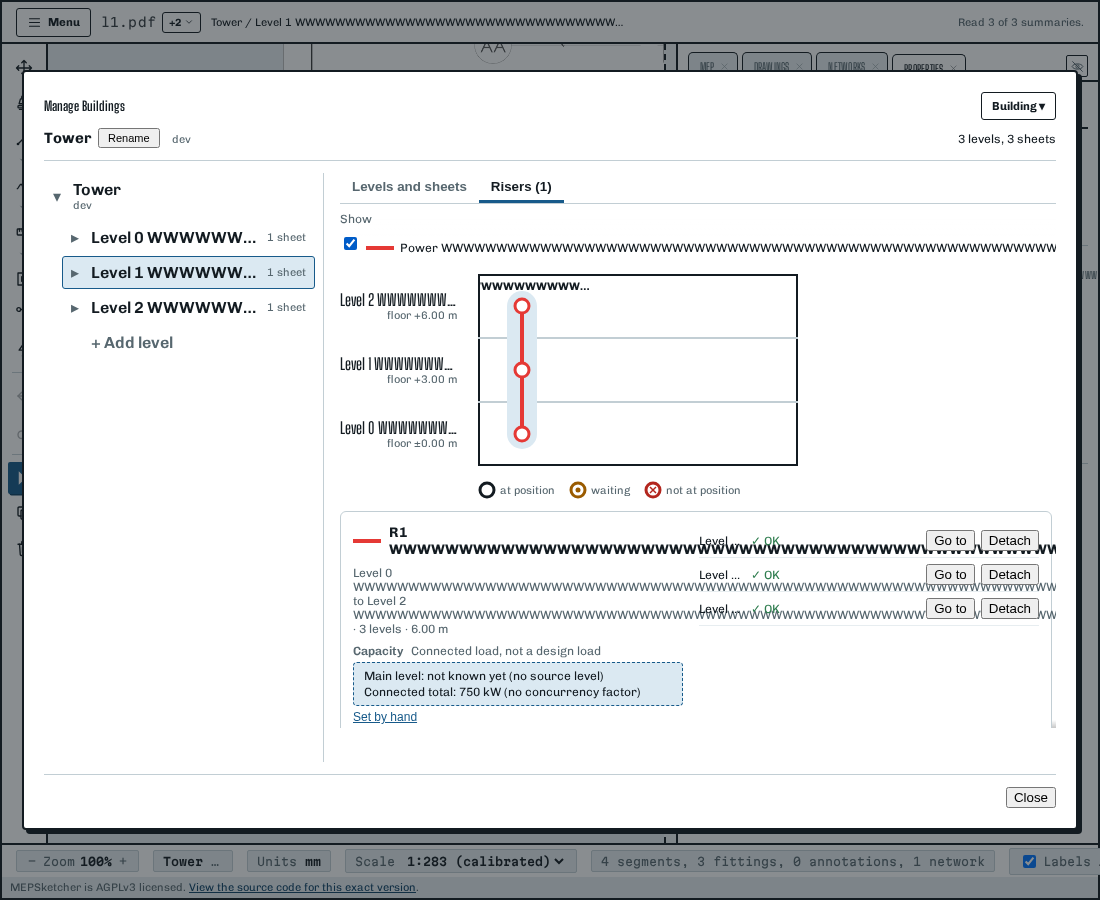 Menu
l1.pdf
+2
Tower / Level 1 WWWWWWWWWWWWWWWWWWWWWWWWWWWWWWWW...
Read 3 of 3 summaries.
AA
MEP
DRAWINGS
NETWORKS
PROPERTIES
Manage Buildings
Building ▾
Tower
Rename
dev
3 levels, 3 sheets
▼ Tower
dev
▶ Level 0 WWWWWW... 1 sheet
▶ Level 1 WWWWWW... 1 sheet
▶ Level 2 WWWWWW... 1 sheet
+ Add level
Levels and sheets
Risers (1)
Show
Power
WWWWWWWWW...
Level 2 WWWWWWW...
floor +6.00 m
Level 1 WWWWWWW...
floor +3.00 m
Level 0 WWWWWWW...
floor ±0.00 m
at position
waiting
not at position
R1
Level ... ✓ OK Go to Detach
Level 0
Level ... ✓ OK Go to Detach
to Level 2
Level ... ✓ OK Go to Detach
· 3 levels · 6.00 m
Capacity Connected load, not a design load
Main level: not known yet (no source level)
Connected total: 750 kW (no concurrency factor)
Set by hand
Close
− Zoom 100% +
Tower …
Units mm
Scale 1:283 (calibrated)
4 segments, 3 fittings, 0 annotations, 1 network
Labels
MEPSketcher is AGPLv3 licensed. View the source code for this exact version.